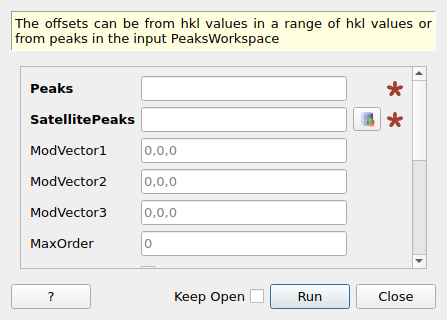 The offsets can be from hkl values in a range of hkl values or
from peaks in the input PeaksWorkspace
Peaks
SatellitePeaks
ModVector1 0,0,0
ModVector2 0,0,0
ModVector3 0,0,0
MaxOrder 0
? Keep Open Run Close